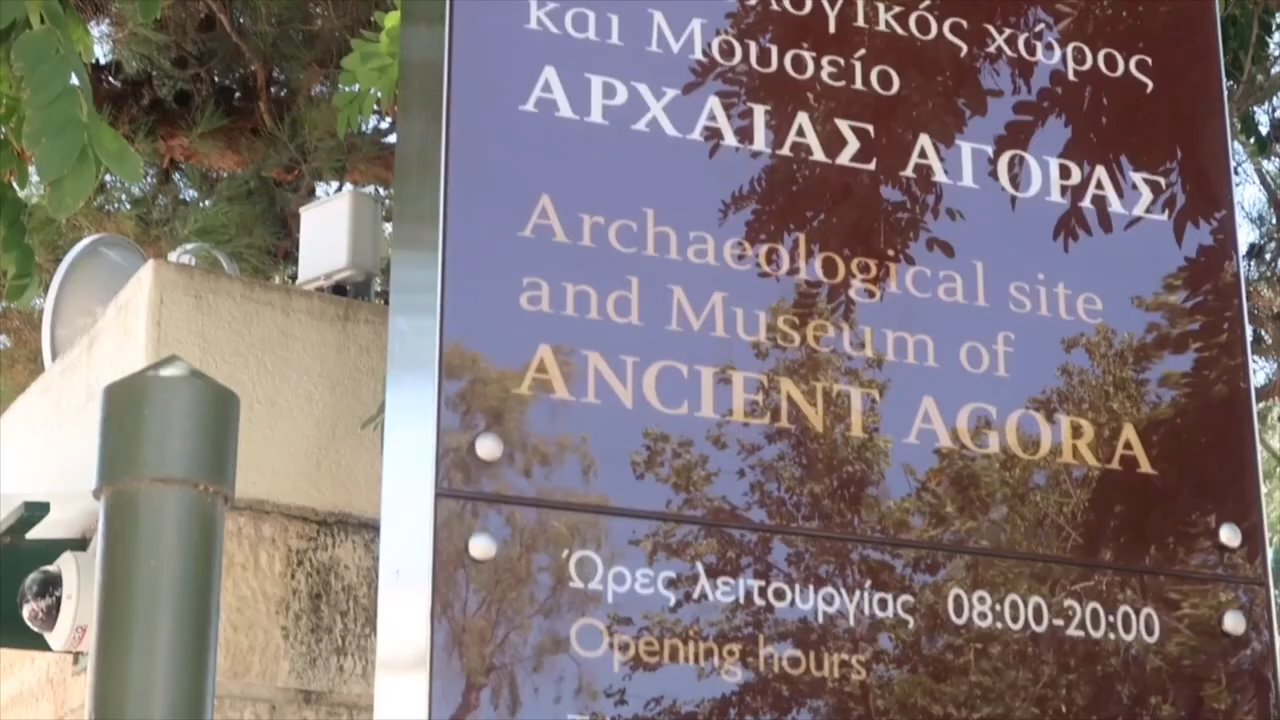 χώρος
και Μουσείο
ΑΡΧΑΙΑΣ ΑΓΟΡΑΣ
Archaeological site
and Museum of
ANCIENT AGORA
Ώρες λειτουργίας 08:00-20:00
Opening hours